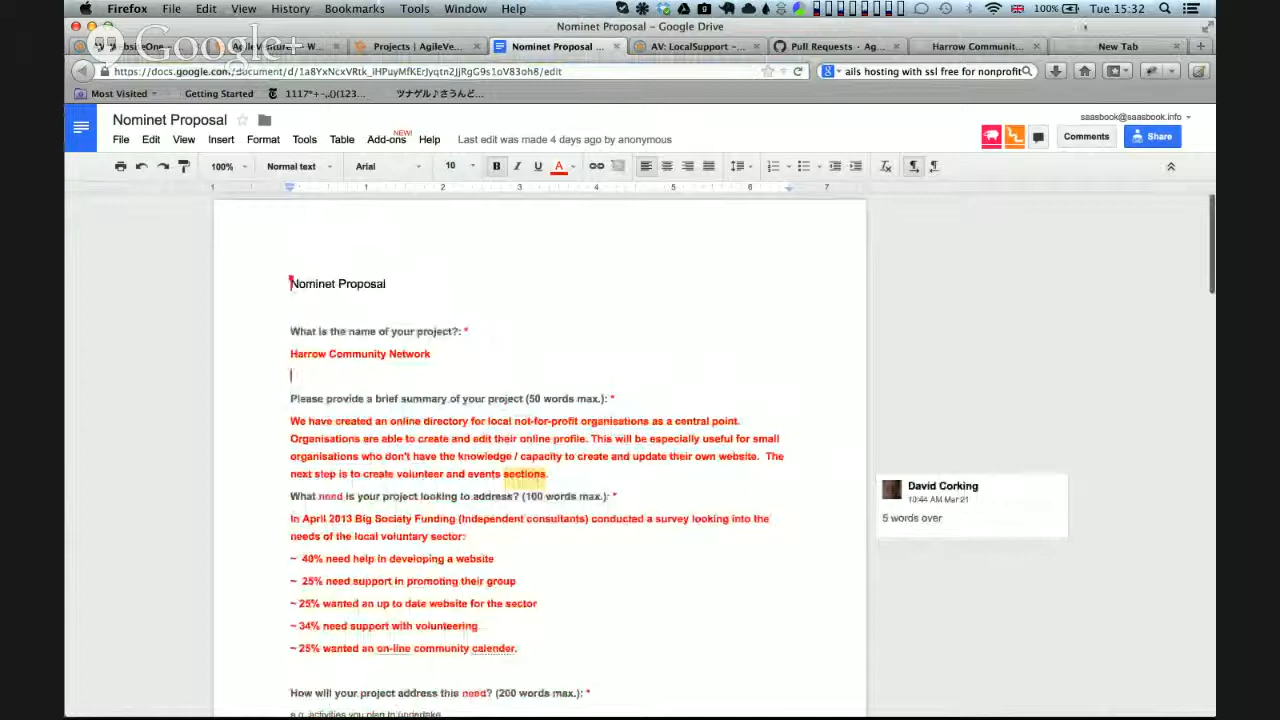 Firefox File Edit View History Bookmarks Tools Window Help 100% Tue 15:32
Google+
Nominet Proposal - Google Drive
Nominet Proposal ... Projects | AgileVe... AV: LocalSupport - ... Pull Requests · Ag... Harrow Communit... New Tab
https://docs.google.com/document/d/1a8YxNcxVRtk_iHPuyMfKErJyqtn2jJRgG9s1oV83oh8/edit
ails hosting with ssl free for nonprofit
Most Visited Getting Started 1117*+-,.()(123... ツナゲル♪さうんど...
Nominet Proposal
saasbook@saasbook.info
File Edit View Insert Format Tools Table Add-ons NEW! Help Last edit was made 4 days ago by anonymous
Comments Share
100% Normal text Arial 10 B I U A
1 1 2 3 4 5 6 7
Nominet Proposal
What is the name of your project?: *
Harrow Community Network
Please provide a brief summary of your project (50 words max.): *
We have created an online directory for local not-for-profit organisations as a central point.
Organisations are able to create and edit their online profile. This will be especially useful for small
organisations who don't have the knowledge / capacity to create and update their own website. The
next step is to create volunteer and events sections.
What need is your project looking to address? (100 words max.): *
In April 2013 Big Society Funding (Independent consultants) conducted a survey looking into the
needs of the local voluntary sector:
~ 40% need help in developing a website
~ 25% need support in promoting their group
~ 25% wanted an up to date website for the sector
~ 34% need support with volunteering
~ 25% wanted an on-line community calender.
How will your project address this need? (200 words max.): *
e.g. activities you plan to undertake
David Corking
10:44 AM Mar 21
5 words over